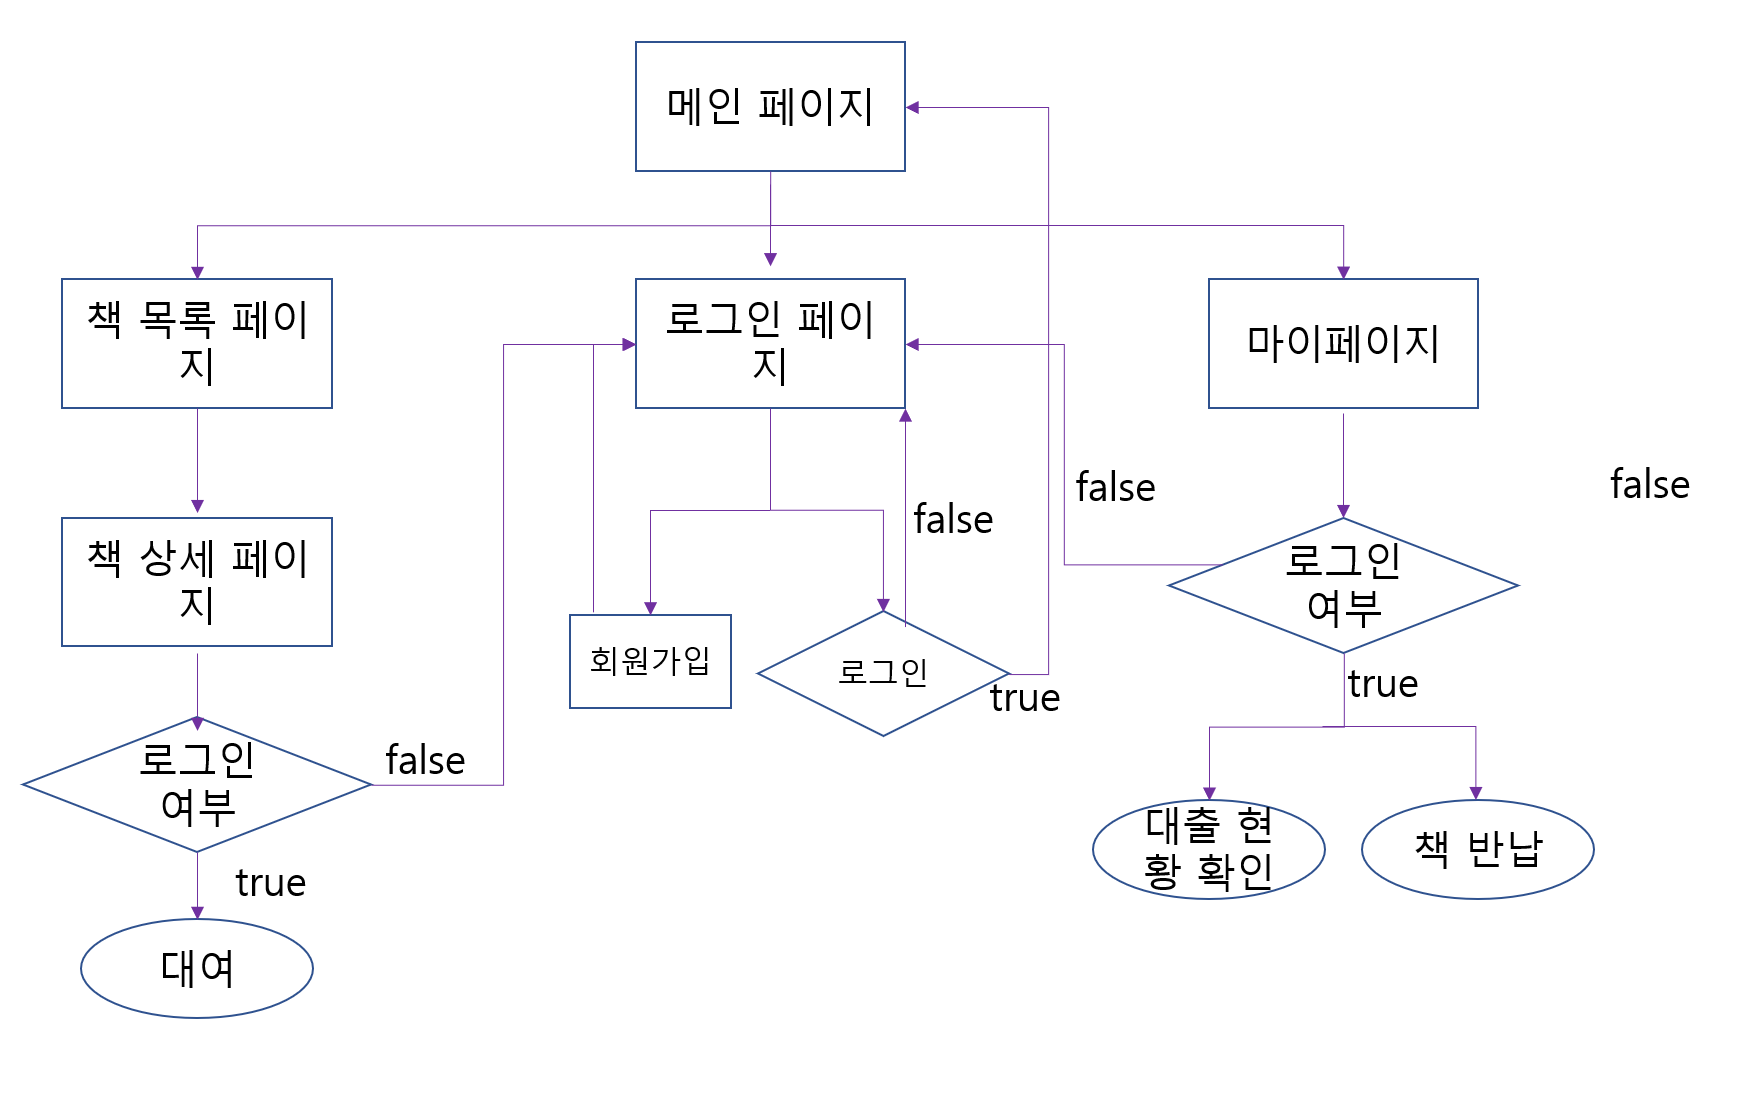 메인 페이지
책 목록 페이
지
로그인 페이
지
마이페이지
false
false
false
책 상세 페이
지
로그인
여부
회원가입
로그인
true
true
로그인
여부
false
대출 현
황 확인
책 반납
true
대여